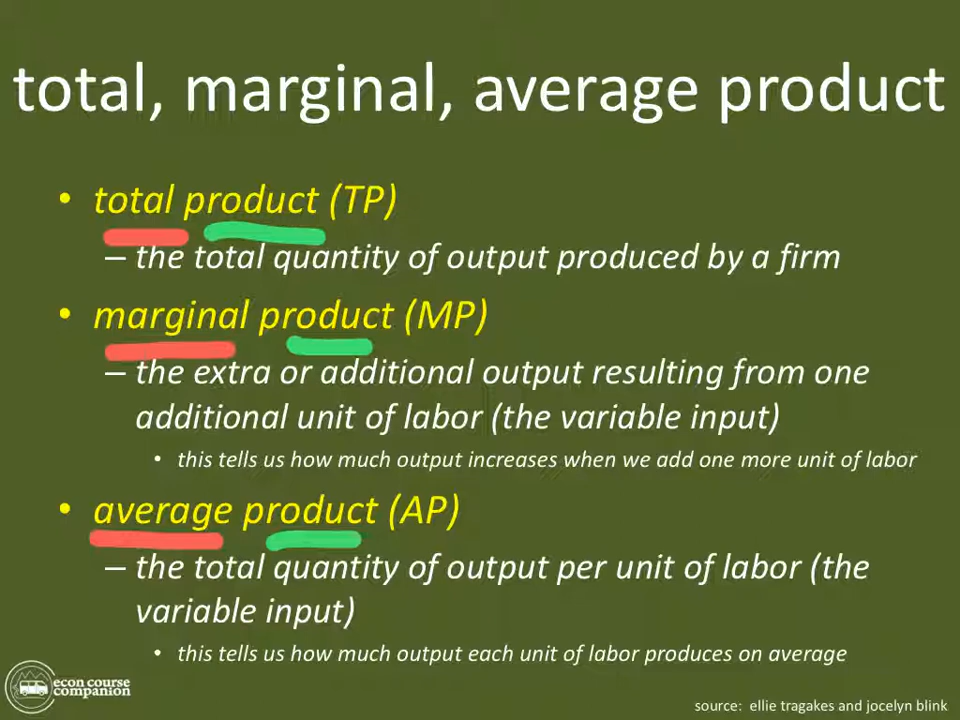 total, marginal, average product
• total product (TP)
– the total quantity of output produced by a firm
• marginal product (MP)
– the extra or additional output resulting from one
additional unit of labor (the variable input)
• this tells us how much output increases when we add one more unit of labor
• average product (AP)
– the total quantity of output per unit of labor (the
variable input)
• this tells us how much output each unit of labor produces on average
econ course
companion
source: ellie tragakes and jocelyn blink